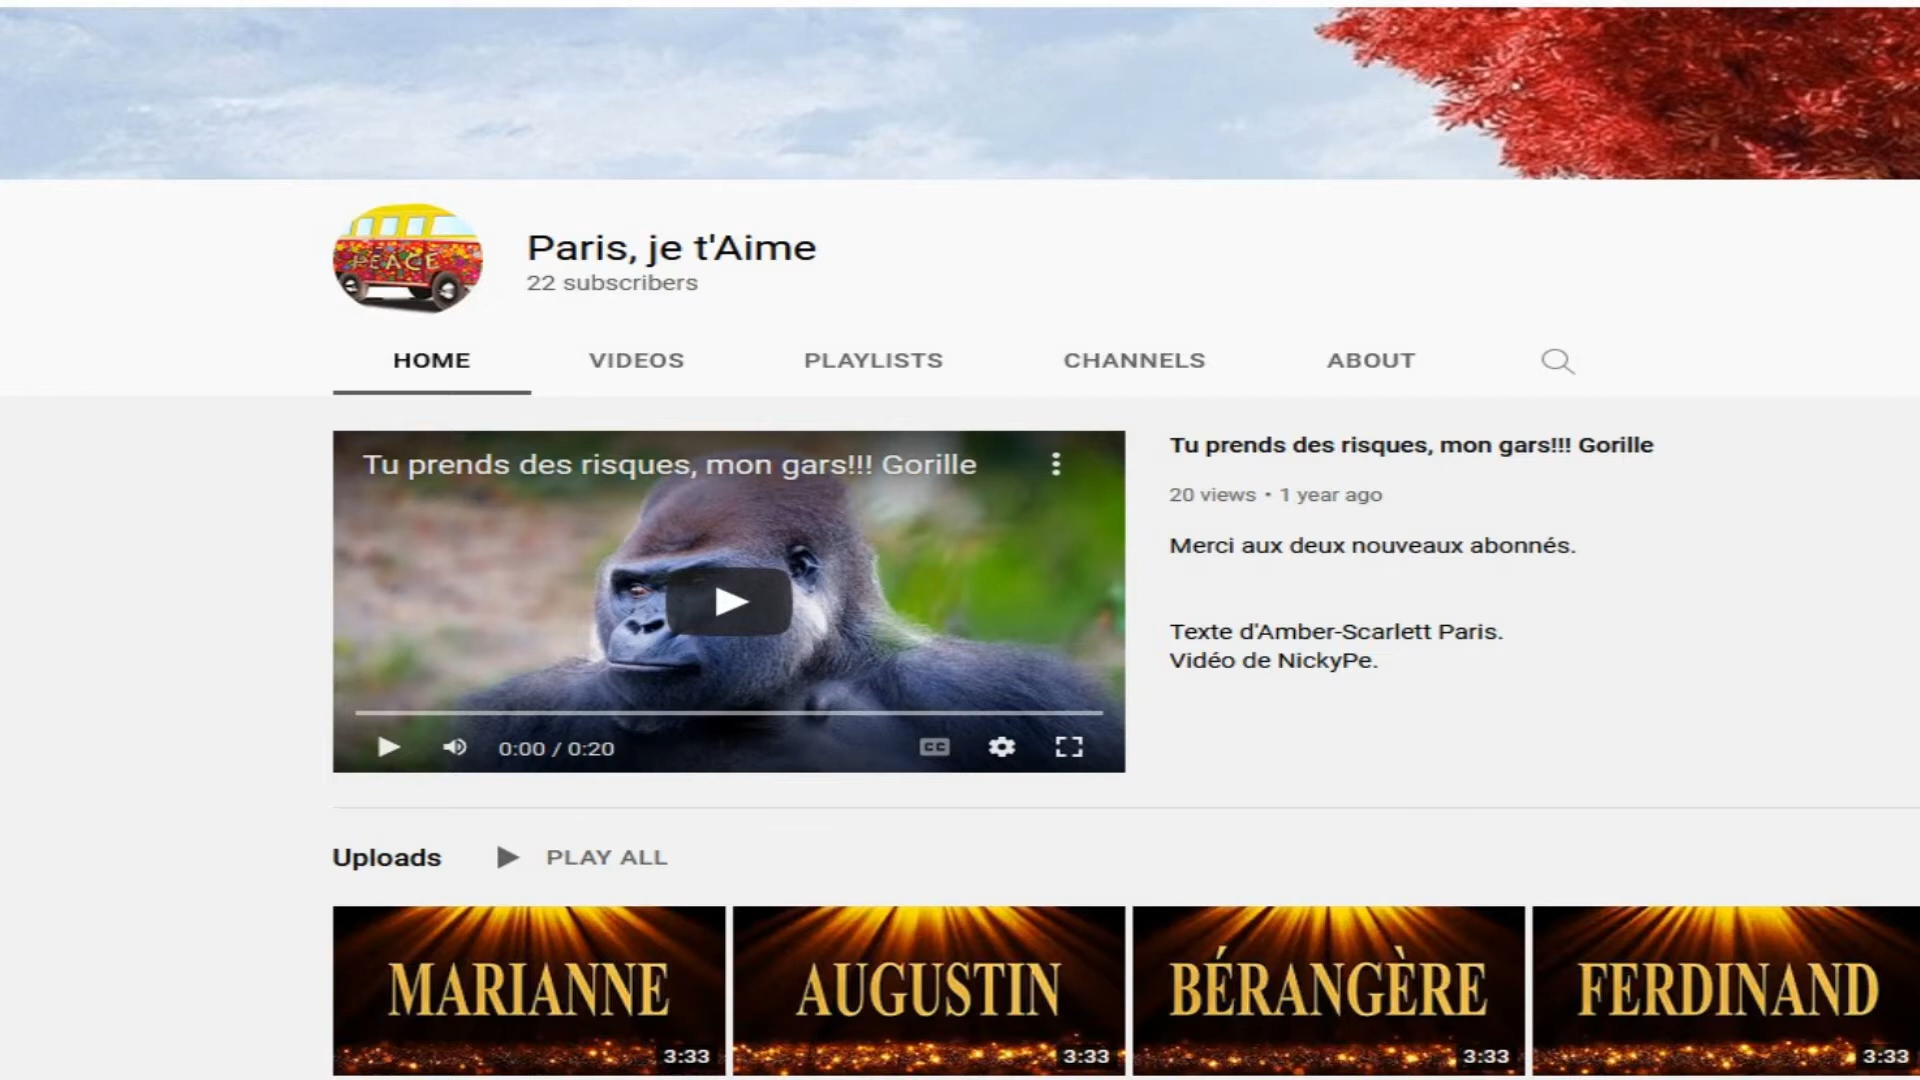 PEACE
Paris, je t'Aime
22 subscribers
HOME VIDEOS PLAYLISTS CHANNELS ABOUT
Tu prends des risques, mon gars!!! Gorille
0:00 / 0:20
CC
Tu prends des risques, mon gars!!! Gorille
20 views • 1 year ago
Merci aux deux nouveaux abonnés.
Texte d'Amber-Scarlett Paris.
Vidéo de NickyPe.
Uploads PLAY ALL
MARIANNE
3:33
AUGUSTIN
3:33
BÉRANGÈRE
3:33
FERDINAND
3:33